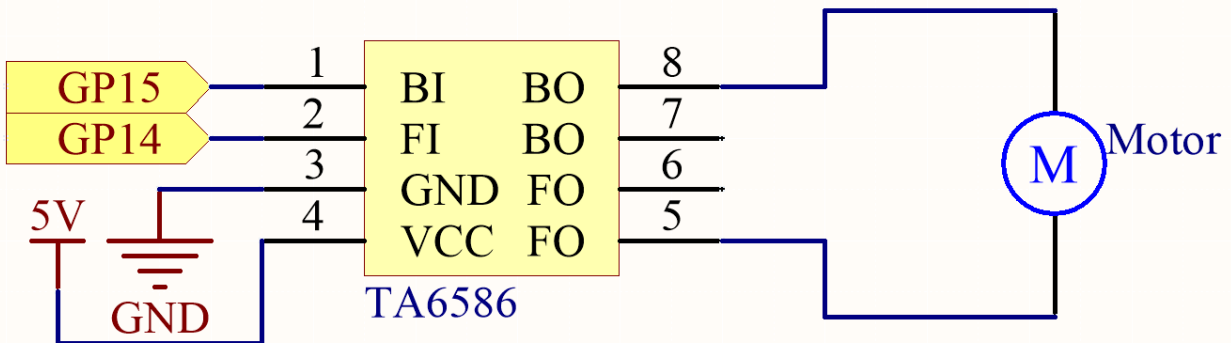 1 8
GP15 BI BO
2 7
GP14 FI BO
3 6
GND FO
5V 4 5
VCC FO
GND
TA6586
M Motor